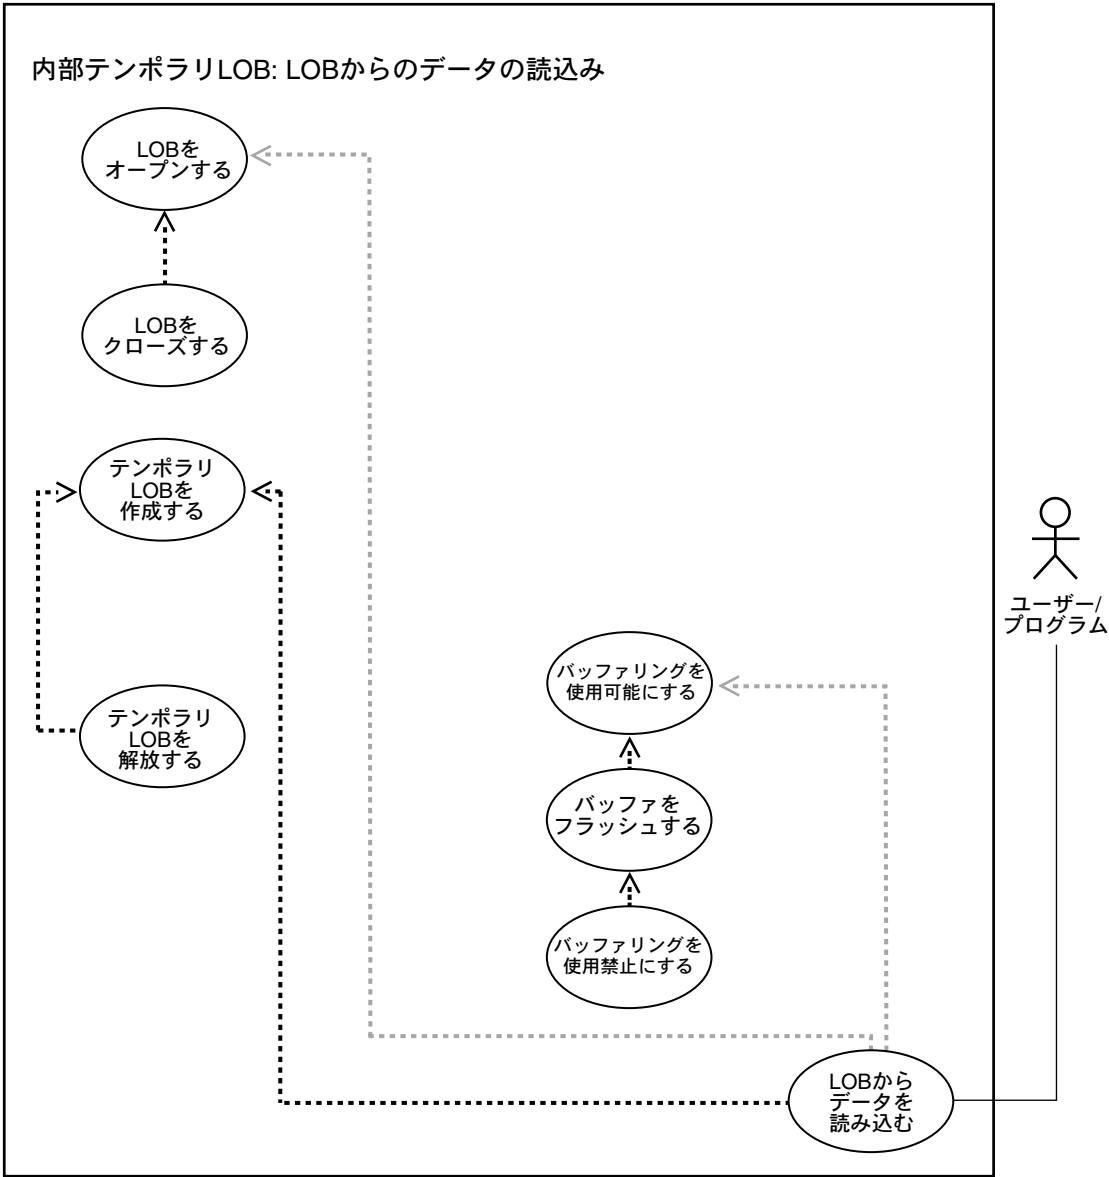 内部テンポラリLOB: LOBからのデータの読込み
LOBを
オープンする
LOBを
クローズする
テンポラリ
LOBを
作成する
ユーザー/
プログラム
バッファリングを
使用可能にする
テンポラリ
LOBを
解放する
バッファを
フラッシュする
バッファリングを
使用禁止にする
LOBから
データを
読み込む